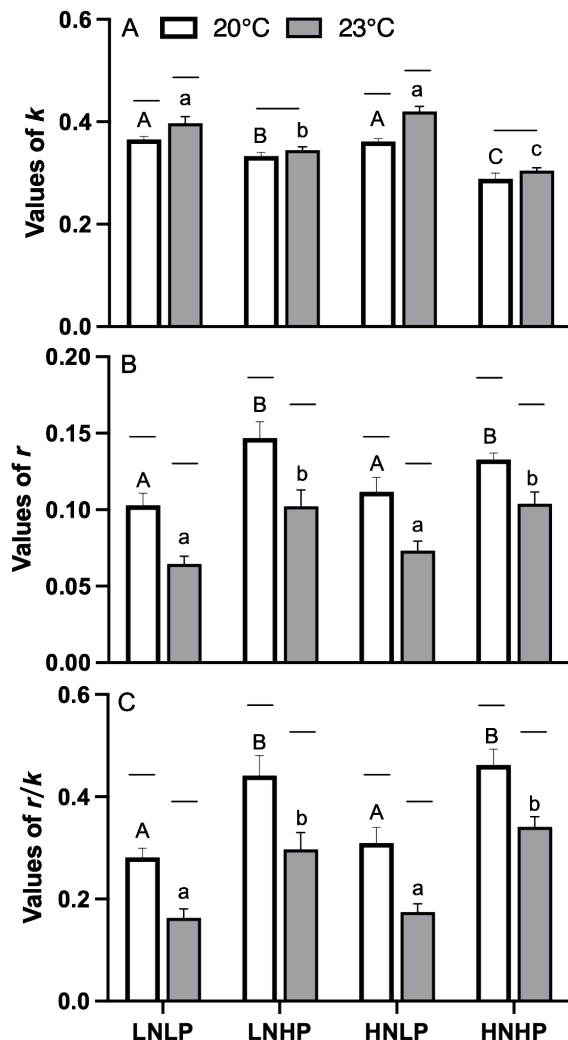 A 20°C 23°C
Values of k
0.6
0.4
0.2
0.0
A a B b A a C c
B
Values of r
0.20
0.15
0.10
0.05
0.00
A a B b A a B b
C
Values of r/k
0.6
0.4
0.2
0.0
A a B b A a B b
LNLP LNHP HNLP HNHP